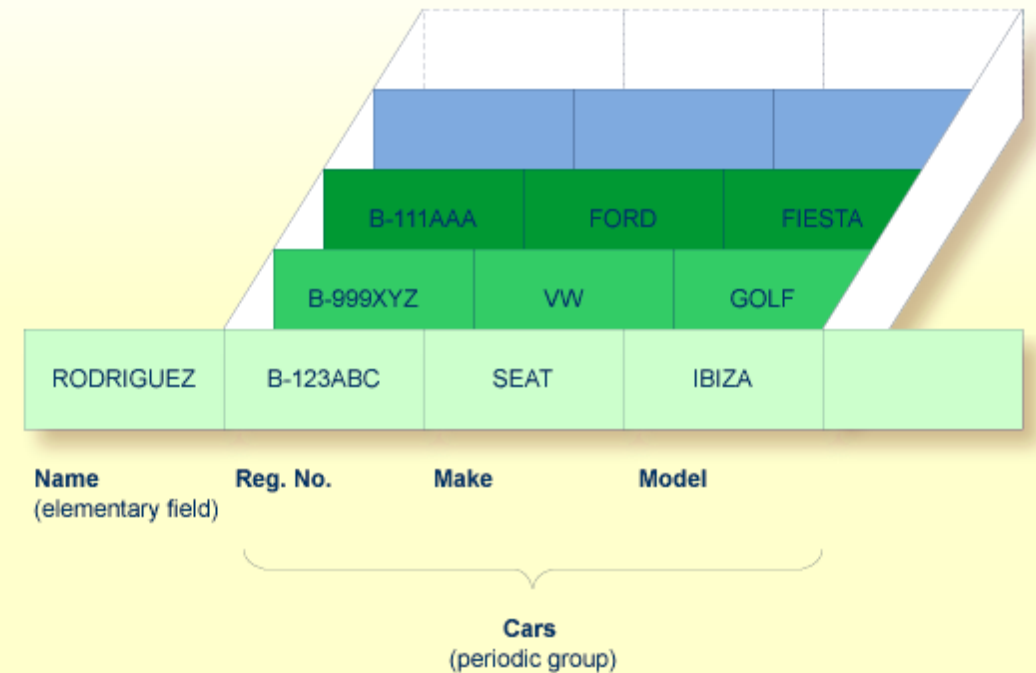 B-111AAA FORD FIESTA
B-999XYZ VW GOLF
RODRIGUEZ B-123ABC SEAT IBIZA
Name Reg. No. Make Model
(elementary field)
Cars
(periodic group)